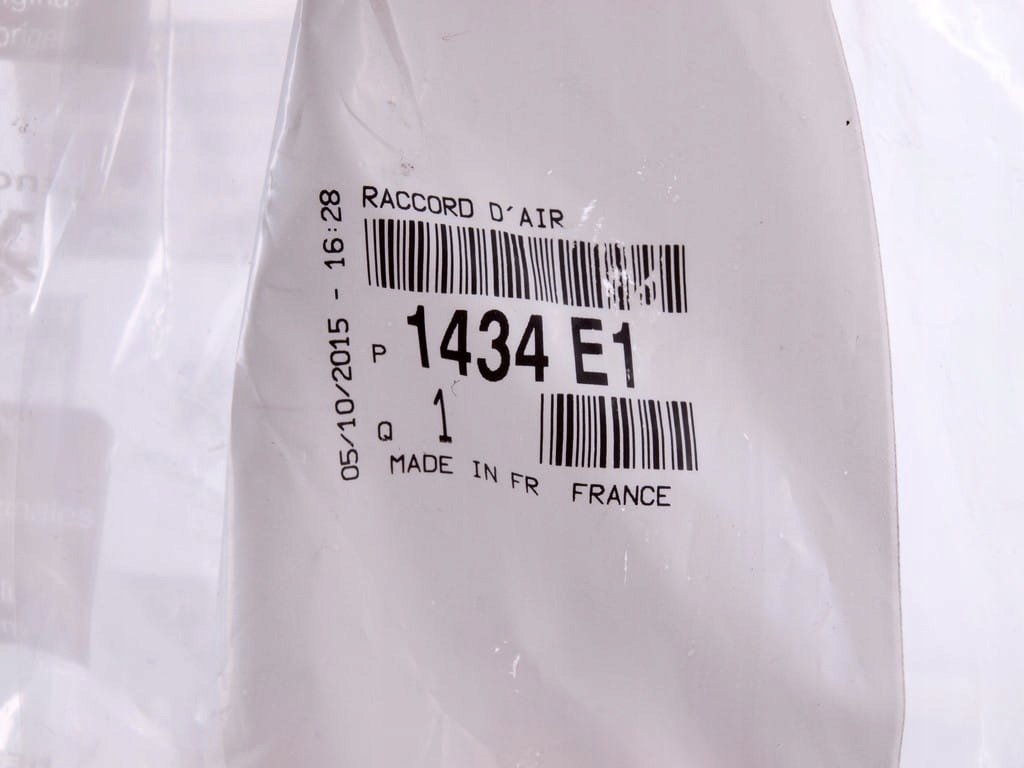 RACCORD D'AIR
05/10/2015 - 16:28
P 1434 E1
Q 1
MADE IN FR FRANCE